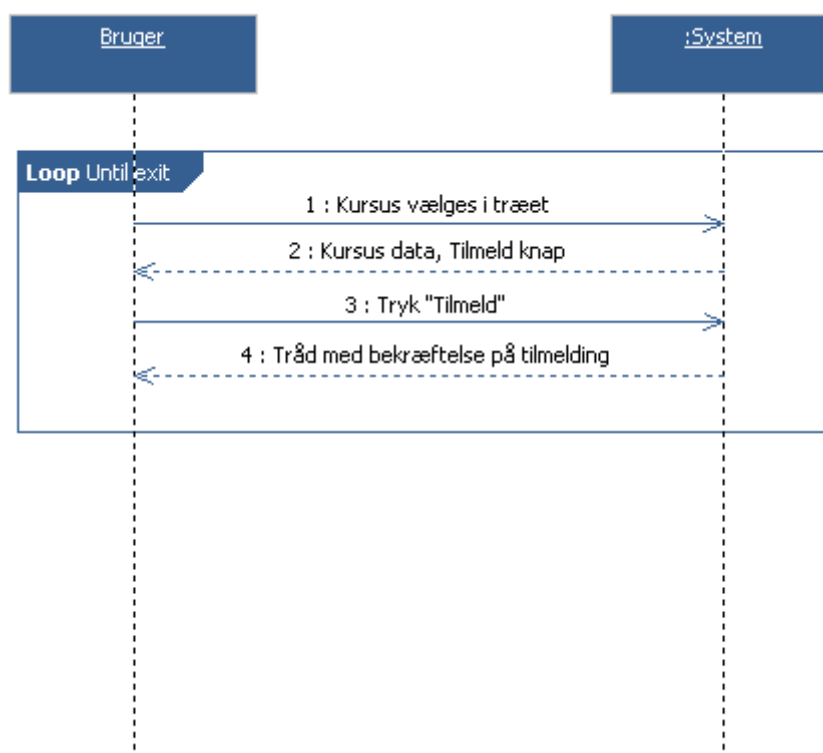 Bruger
:System
Loop Until exit
1 : Kursus vælges i træet
2 : Kursus data, Tilmeld knap
3 : Tryk "Tilmeld"
4 : Tråd med bekræftelse på tilmelding